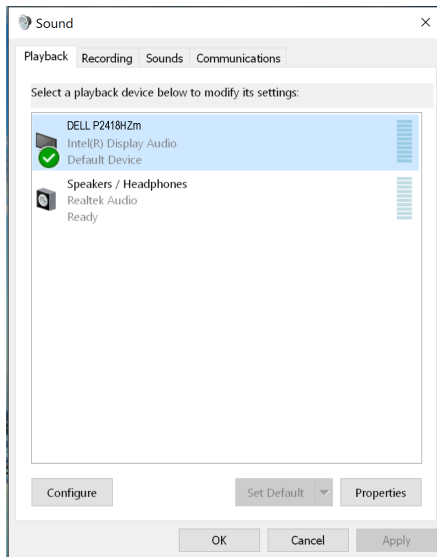 Sound
Playback Recording Sounds Communications
Select a playback device below to modify its settings:
DELL P2418HZm
Intel(R) Display Audio
Default Device
Speakers / Headphones
Realtek Audio
Ready
Configure Set Default Properties
OK Cancel Apply